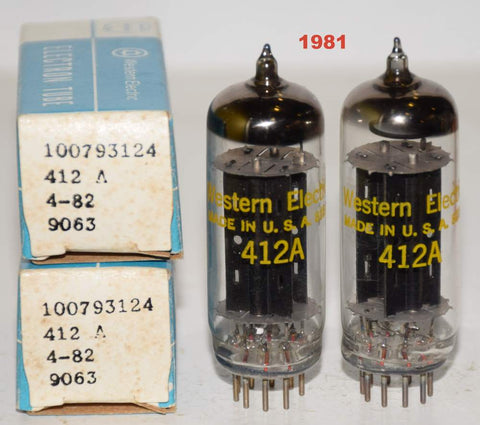 Western Electric
ELECTRON TUBE
100793124
412 A
4-82
9063
100793124
412 A
4-82
9063
1981
Western Elect
MADE IN U. S. A.
412A
Western Elect
MADE IN U. S. A.
412A